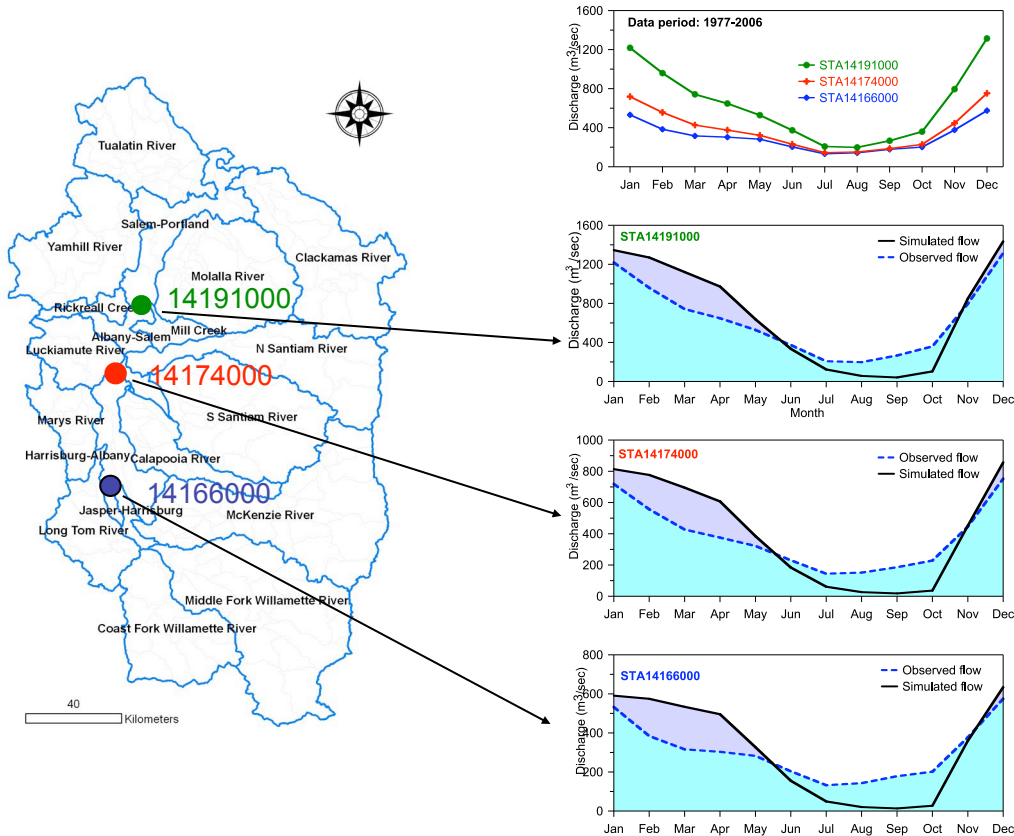 Tualatin River
Salem-Portland
Yamhill River
Clackamas River
Molalla River
14191000
Rickreall Cree
Mill Creek
Albany-Salem
Luckiamute River
N Santiam River
14174000
S Santiam River
Marys River
Harrisburg-Albany
Calapooia River
14166000
Jasper-Harrisburg
McKenzie River
Long Tom River
Middle Fork Willamette River
Coast Fork Willamette River
40
Kilometers
Data period: 1977-2006
STA14191000
STA14174000
STA14166000
Discharge (m3/sec)
1600
1200
800
400
0
Jan Feb Mar Apr May Jun Jul Aug Sep Oct Nov Dec
STA14191000
Simulated flow
Observed flow
Discharge (m3/sec)
1600
1200
800
400
0
Jan Feb Mar Apr May Jun Jul Aug Sep Oct Nov Dec
Month
STA14174000
Observed flow
Simulated flow
Discharge (m3/sec)
1000
800
600
400
200
0
Jan Feb Mar Apr May Jun Jul Aug Sep Oct Nov Dec
STA14166000
Observed flow
Simulated flow
Discharge (m3/sec)
800
600
400
200
0
Jan Feb Mar Apr May Jun Jul Aug Sep Oct Nov Dec